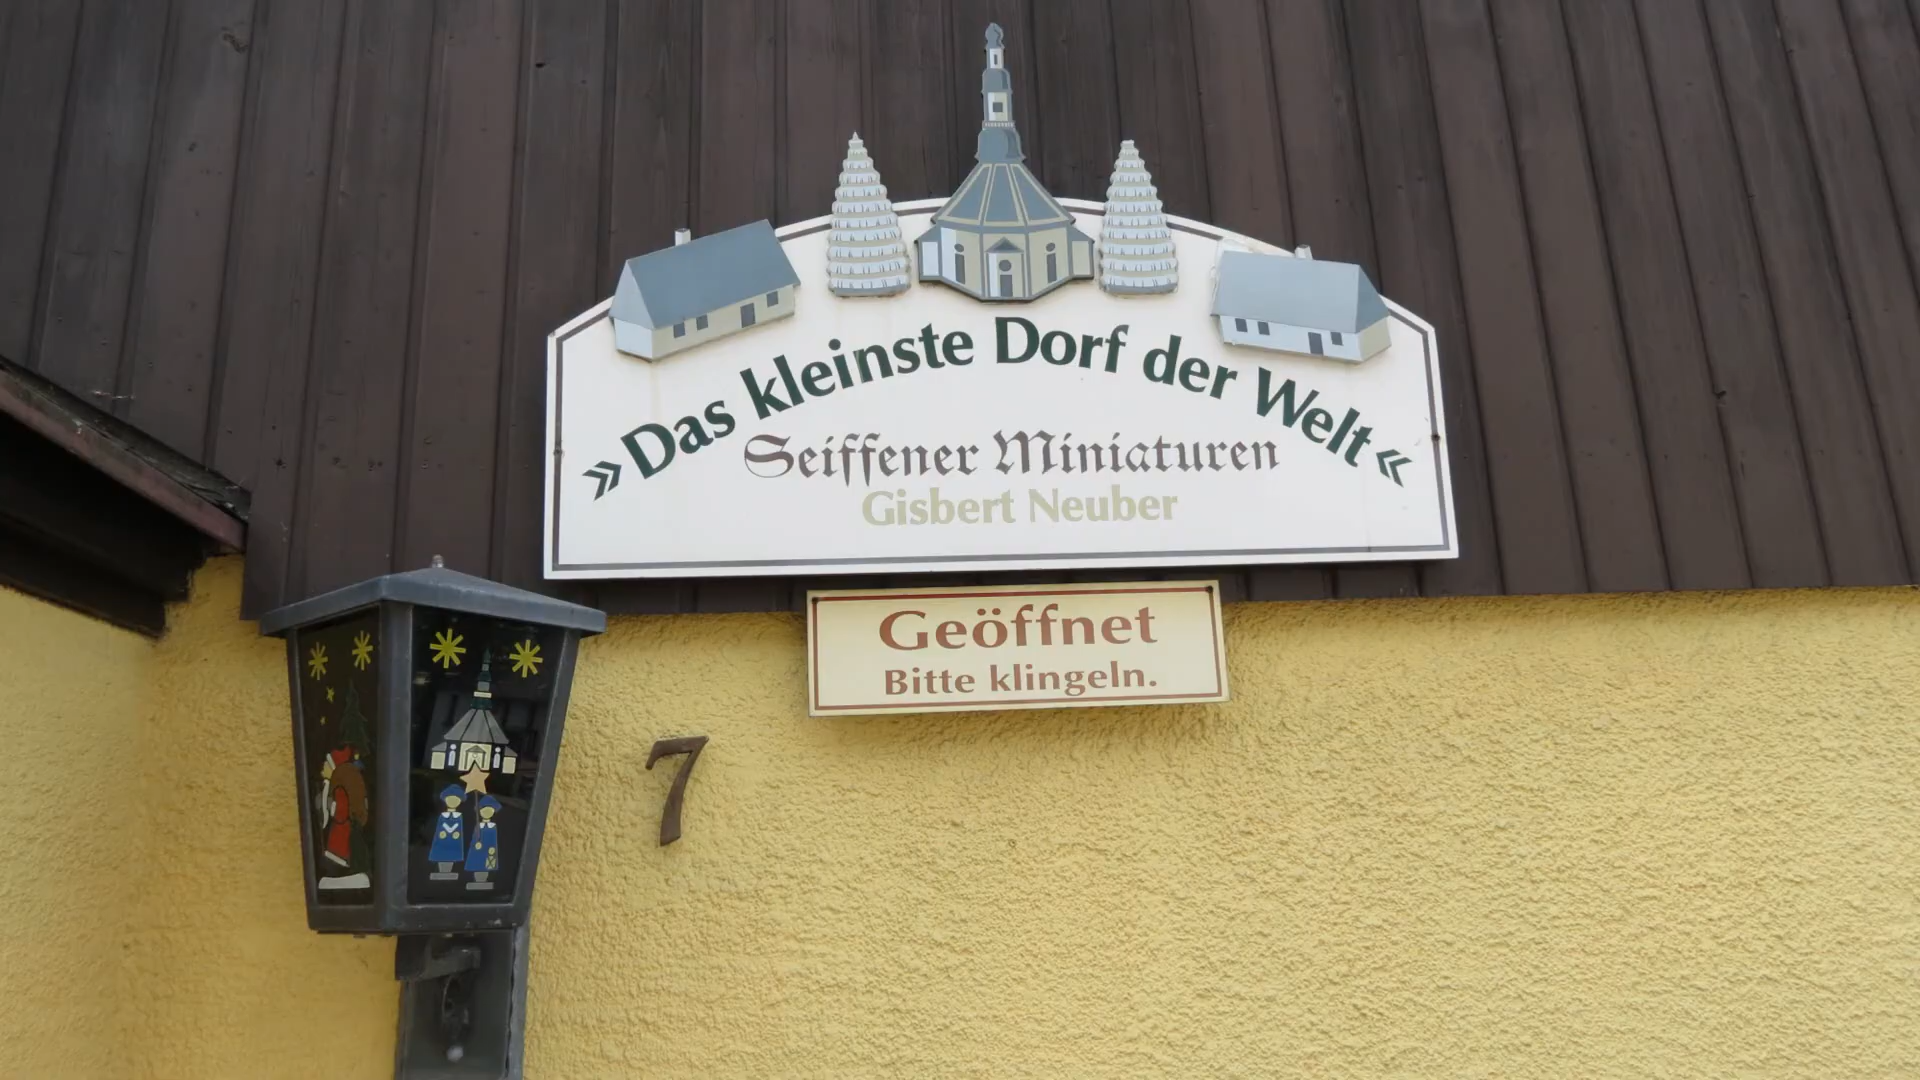 »Das kleinste Dorf der Welt«
Seiffener Miniaturen
Gisbert Neuber
Geöffnet
Bitte klingeln.
7